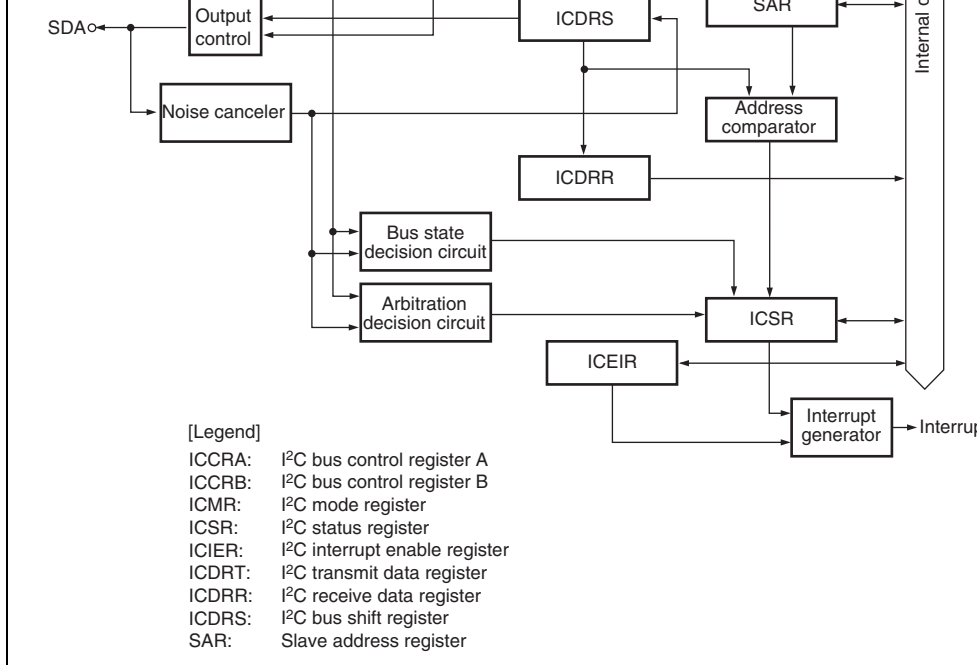 Output
control
SDA
ICDRS
SAR
Internal
Noise canceler
Address
comparator
ICDRR
Bus state
decision circuit
Arbitration
decision circuit
ICSR
ICEIR
Interrupt
generator
[Legend]
ICCRA: I²C bus control register A
ICCRB: I²C bus control register B
ICMR: I²C mode register
ICSR: I²C status register
ICIER: I²C interrupt enable register
ICDRT: I²C transmit data register
ICDRR: I²C receive data register
ICDRS: I²C bus shift register
SAR: Slave address register